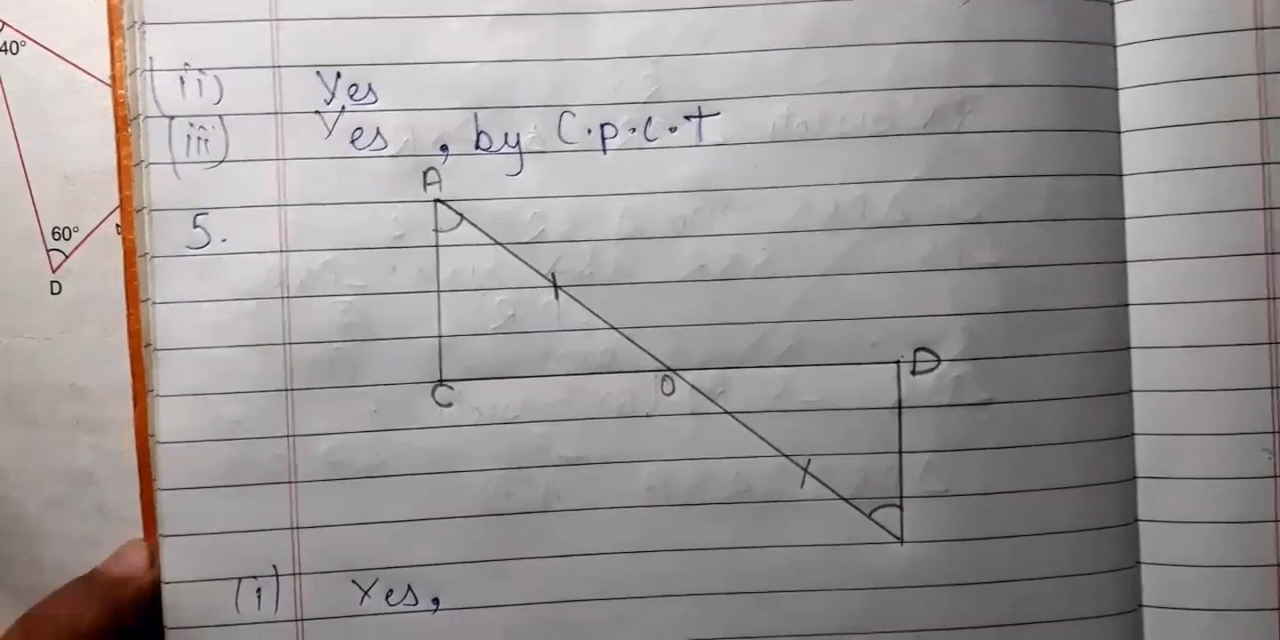 40°
60°
D
(ii) Yes
(iii) Yes, by C.p.c.t
A
5.
D
C
O
(i) Yes,